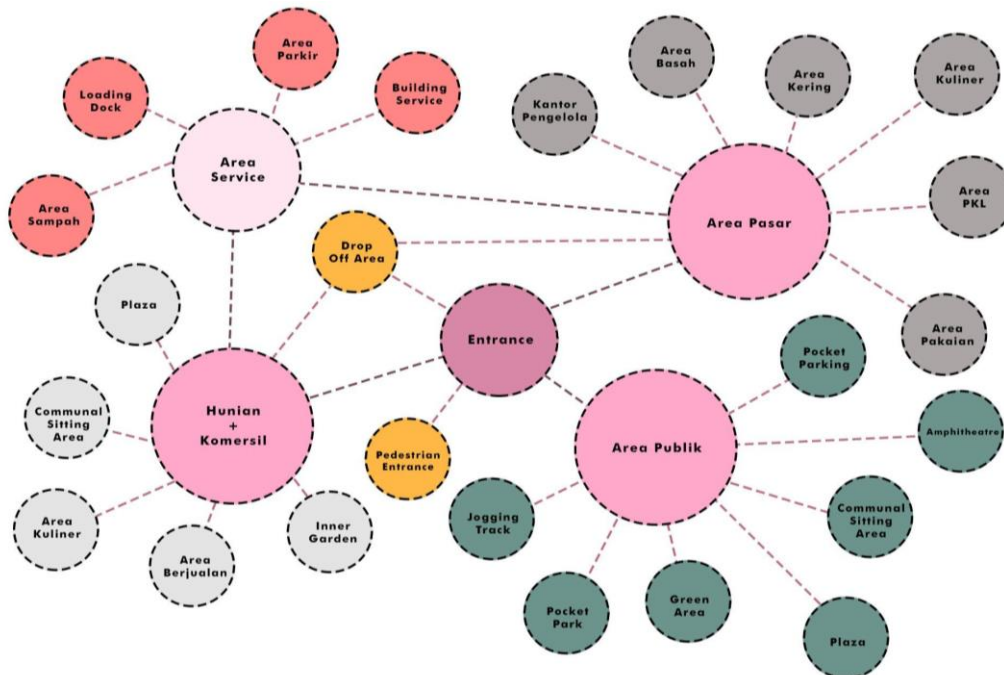 Area
Parkir
Loading
Dock
Building
Service
Area
Service
Area
Sampah
Area
Basah
Area
Kering
Area
Kuliner
Kantor
Pengelola
Area
PKL
Area Pasar
Area
Pakaian
Drop
Off Area
Entrance
Pedestrian
Entrance
Plaza
Hunian
+
Komersil
Communal
Sitting
Area
Area
Kuliner
Area
Berjualan
Inner
Garden
Pocket
Parking
Area Publik
Amphitheatre
Jogging
Track
Communal
Sitting
Area
Pocket
Park
Green
Area
Plaza